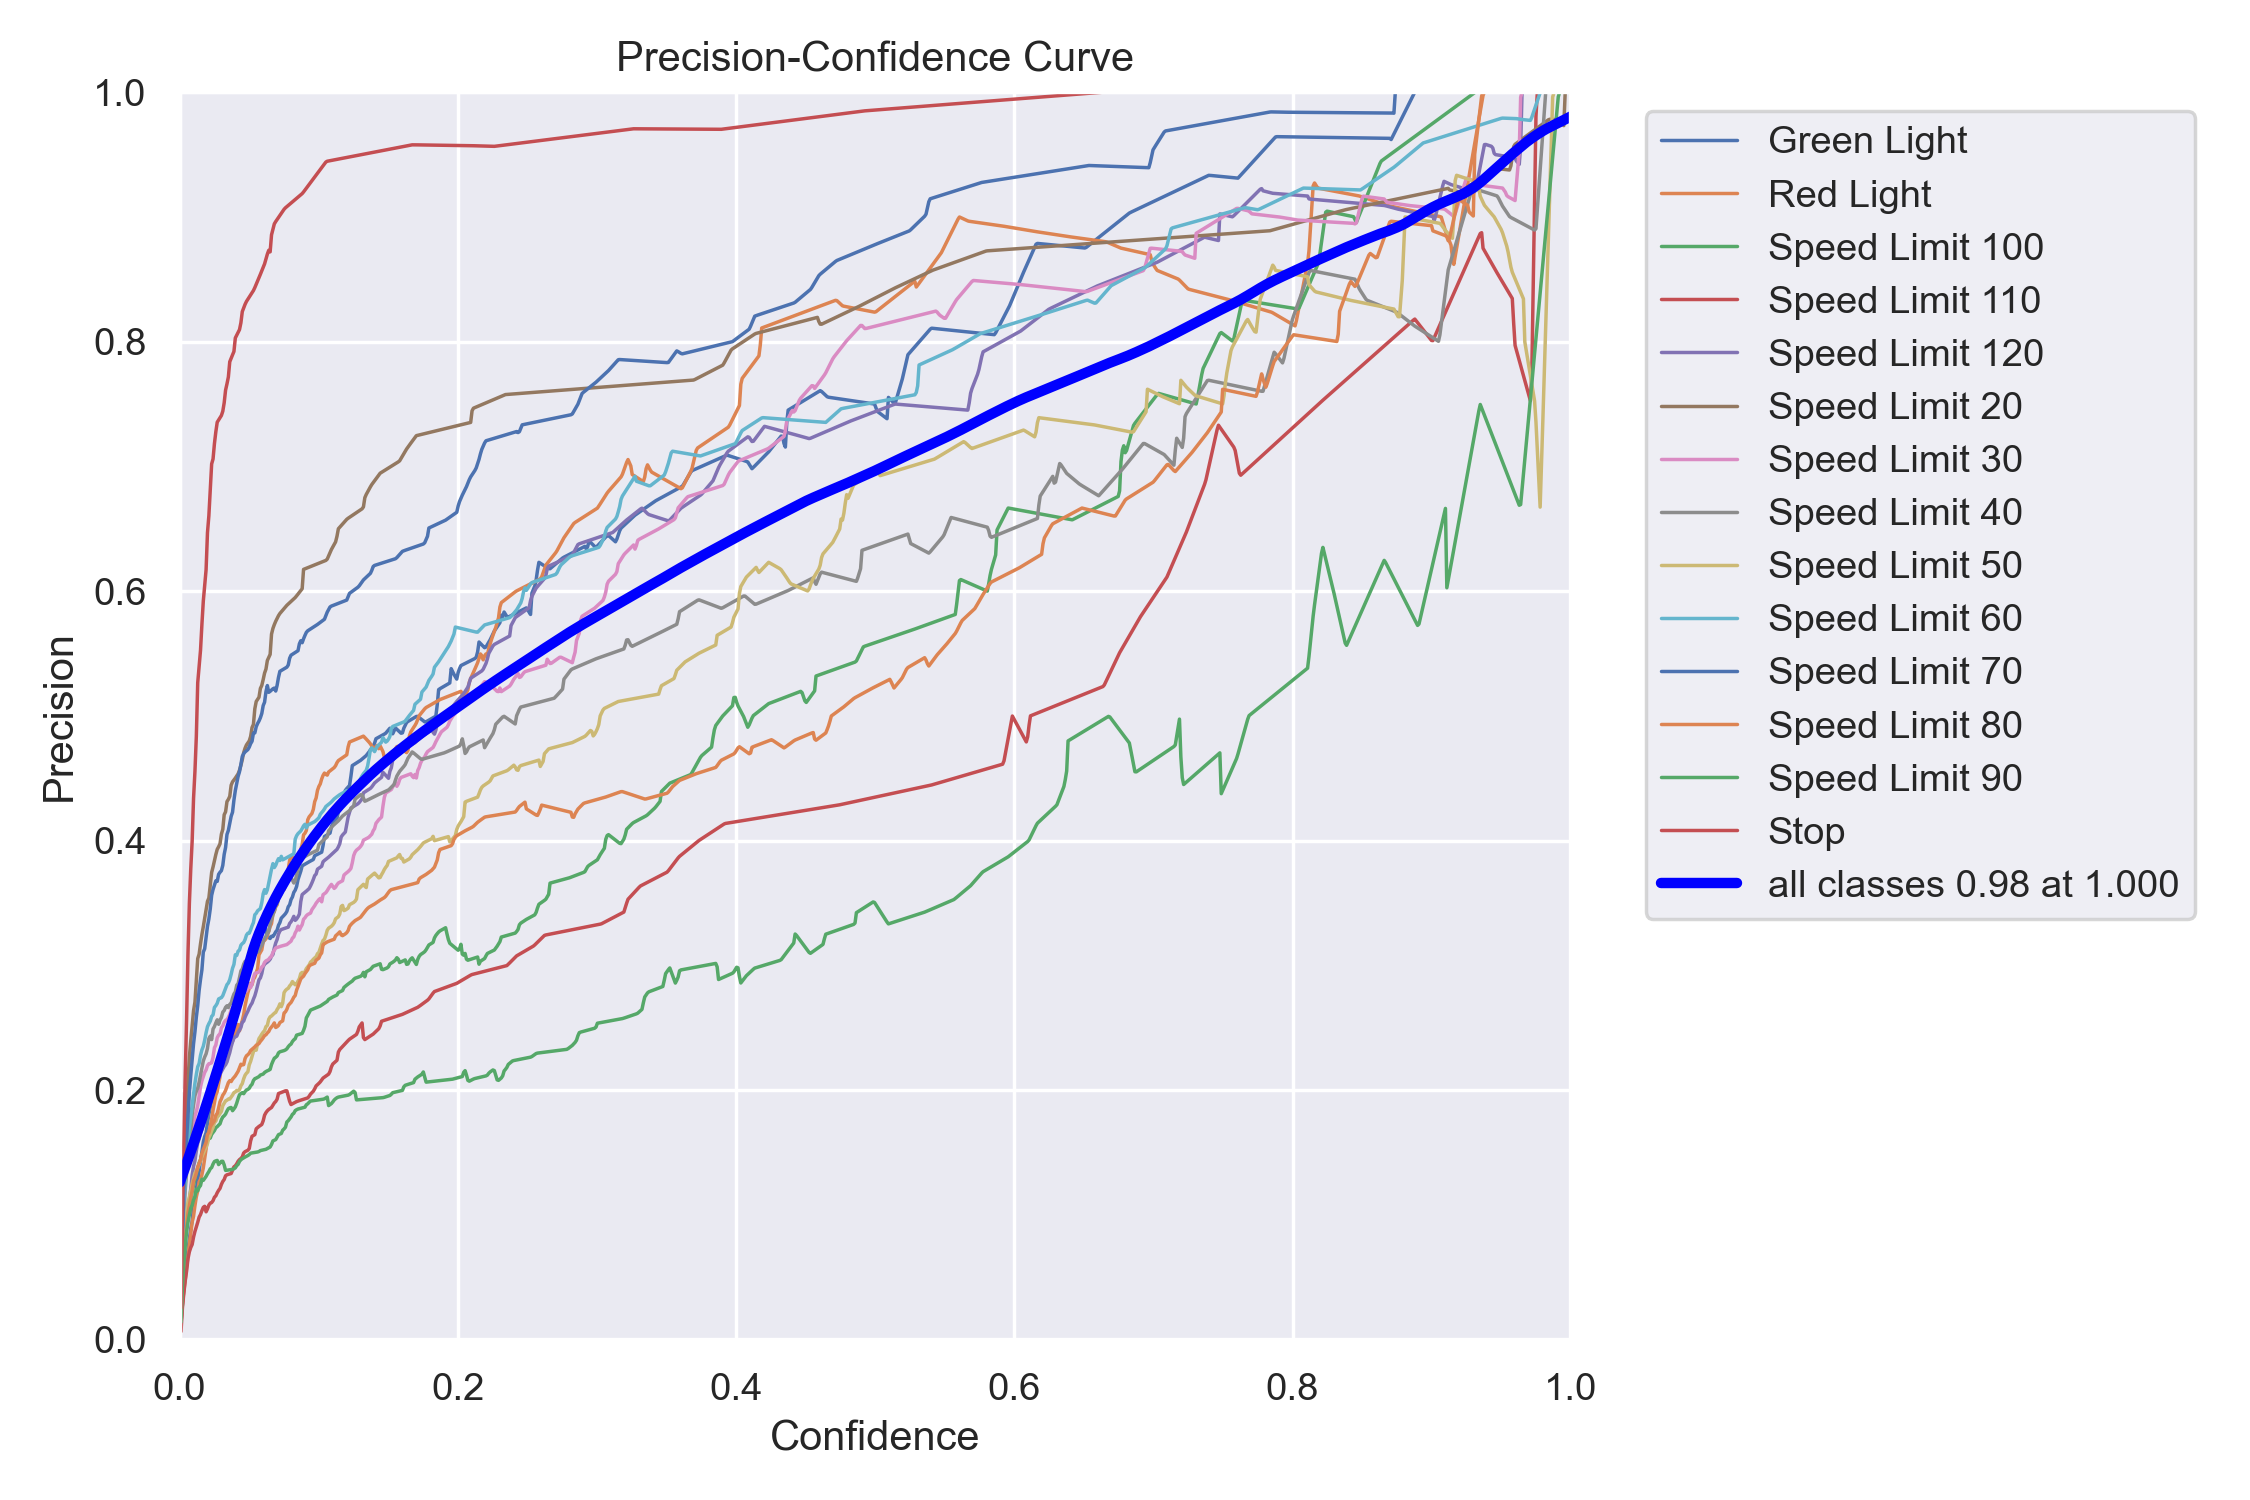 Precision-Confidence Curve
1.0
0.8
0.6
0.4
0.2
0.0
Precision
0.0 0.2 0.4 0.6 0.8 1.0
Confidence
Green Light
Red Light
Speed Limit 100
Speed Limit 110
Speed Limit 120
Speed Limit 20
Speed Limit 30
Speed Limit 40
Speed Limit 50
Speed Limit 60
Speed Limit 70
Speed Limit 80
Speed Limit 90
Stop
all classes 0.98 at 1.000